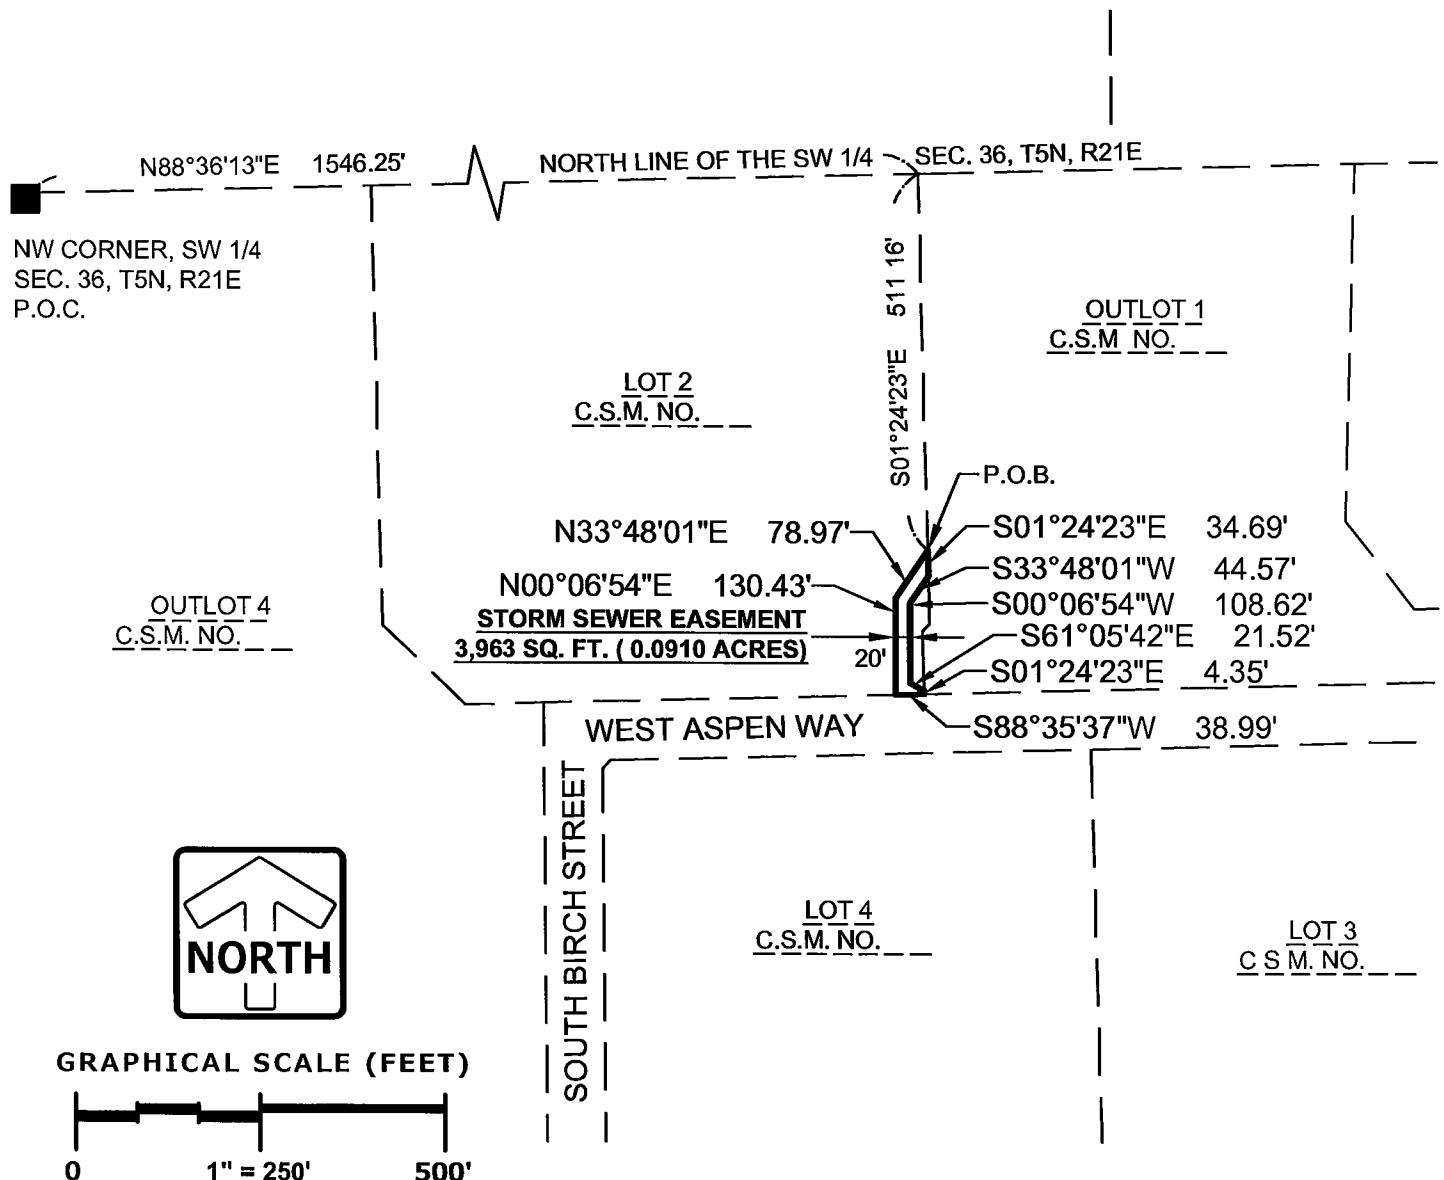 N88°36'13"E 1546.25'
NORTH LINE OF THE SW 1/4
SEC. 36, T5N, R21E
NW CORNER, SW 1/4
SEC. 36, T5N, R21E
P.O.C.
S01°24'23"E 511 16'
OUTLOT 1
C.S.M NO.
LOT 2
C.S.M. NO.
P.O.B.
N33°48'01"E 78.97'
S01°24'23"E 34.69'
S33°48'01"W 44.57'
N00°06'54"E 130.43'
S00°06'54"W 108.62'
STORM SEWER EASEMENT
3,963 SQ. FT. ( 0.0910 ACRES)
20'
S61°05'42"E 21.52'
S01°24'23"E 4.35'
OUTLOT 4
C.S.M. NO.
WEST ASPEN WAY
S88°35'37"W 38.99'
SOUTH BIRCH STREET
LOT 4
C.S.M. NO.
LOT 3
C S M. NO.
NORTH
GRAPHICAL SCALE (FEET)
0 1" = 250' 500'